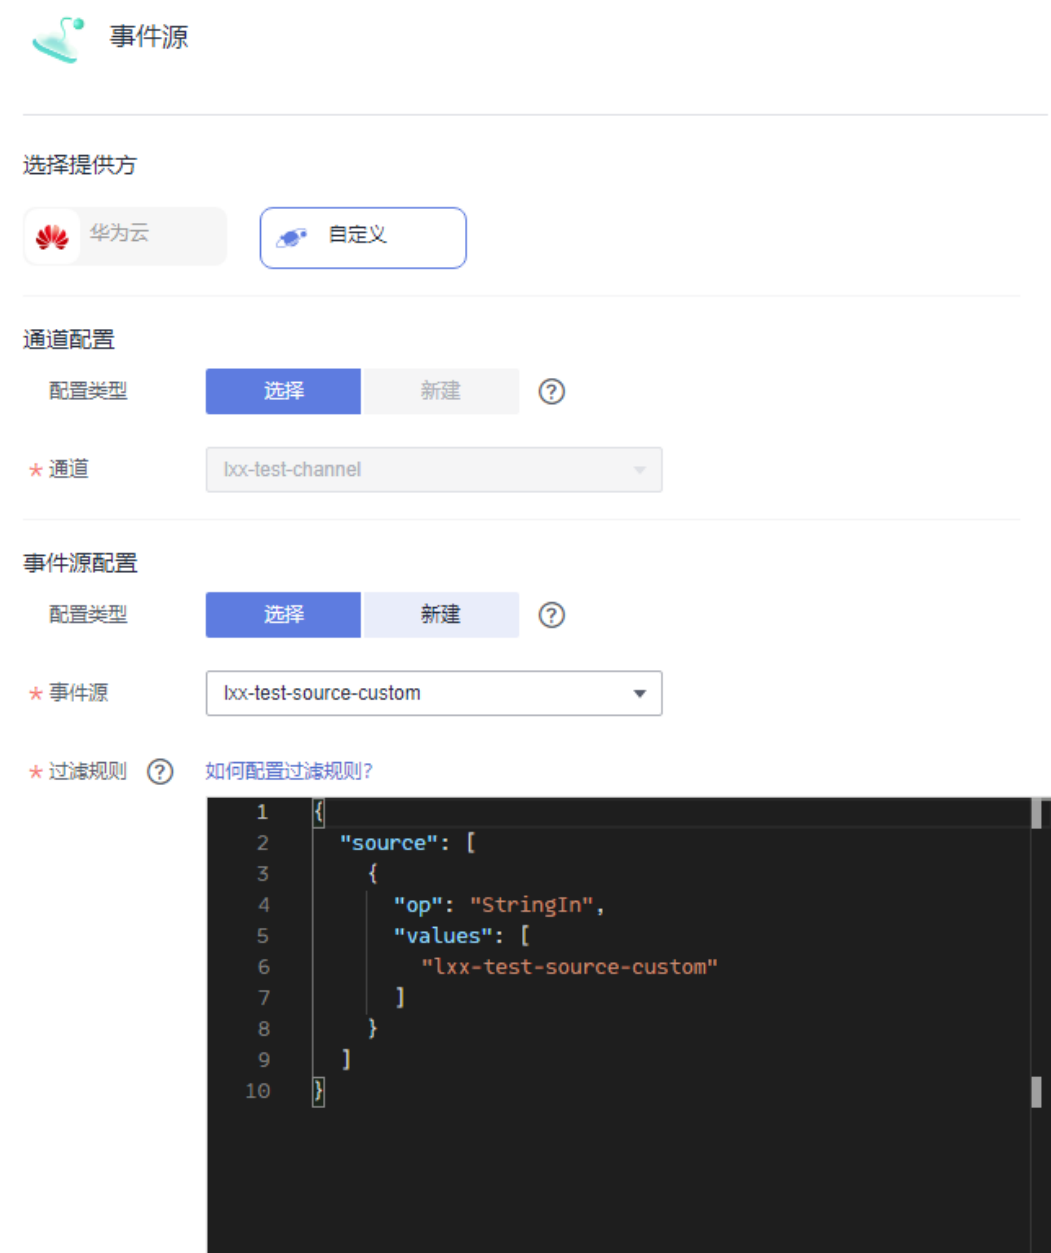 事件源
选择提供方
华为云
自定义
通道配置
配置类型 选择 新建 ?
* 通道 lxx-test-channel
事件源配置
配置类型 选择 新建 ?
* 事件源 lxx-test-source-custom
* 过滤规则 ? 如何配置过滤规则?
1 {
2 "source": [
3 {
4 "op": "StringIn",
5 "values": [
6 "lxx-test-source-custom"
7 ]
8 }
9 ]
10 }